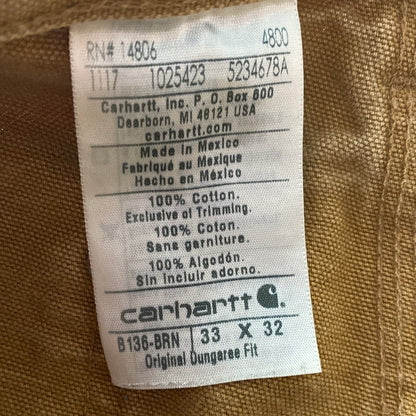 RN# 14806 4800
1117 1025423 5234678A
Carhartt, Inc. P. O. Box 600
Dearborn, MI 48121 USA
carhartt.com
Made in Mexico
Fabriqué au Mexique
Hecho en México
100% Cotton.
Exclusive of Trimming.
100% Coton.
Sans garniture.
100% Algodón.
Sin incluir adorno.
carhartt
B136-BRN 33 X 32
Original Dungaree Fit